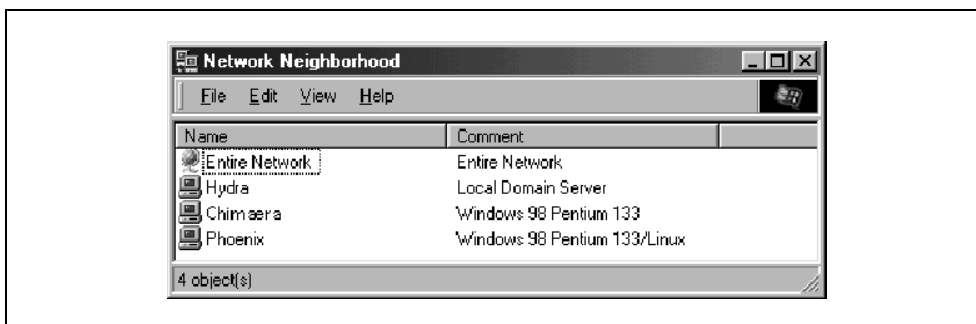 Network Neighborhood
File Edit View Help
Name Comment
Entire Network Entire Network
Hydra Local Domain Server
Chimaera Windows 98 Pentium 133
Phoenix Windows 98 Pentium 133/Linux
4 object(s)